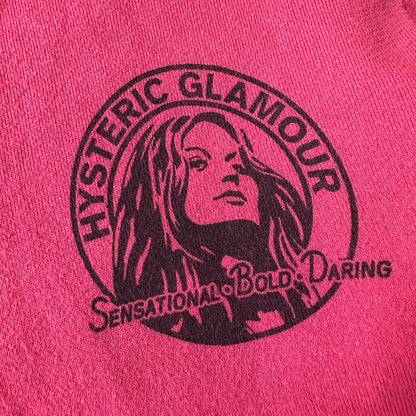 HYSTERIC GLAMOUR
SENSATIONAL · BOLD · DARING